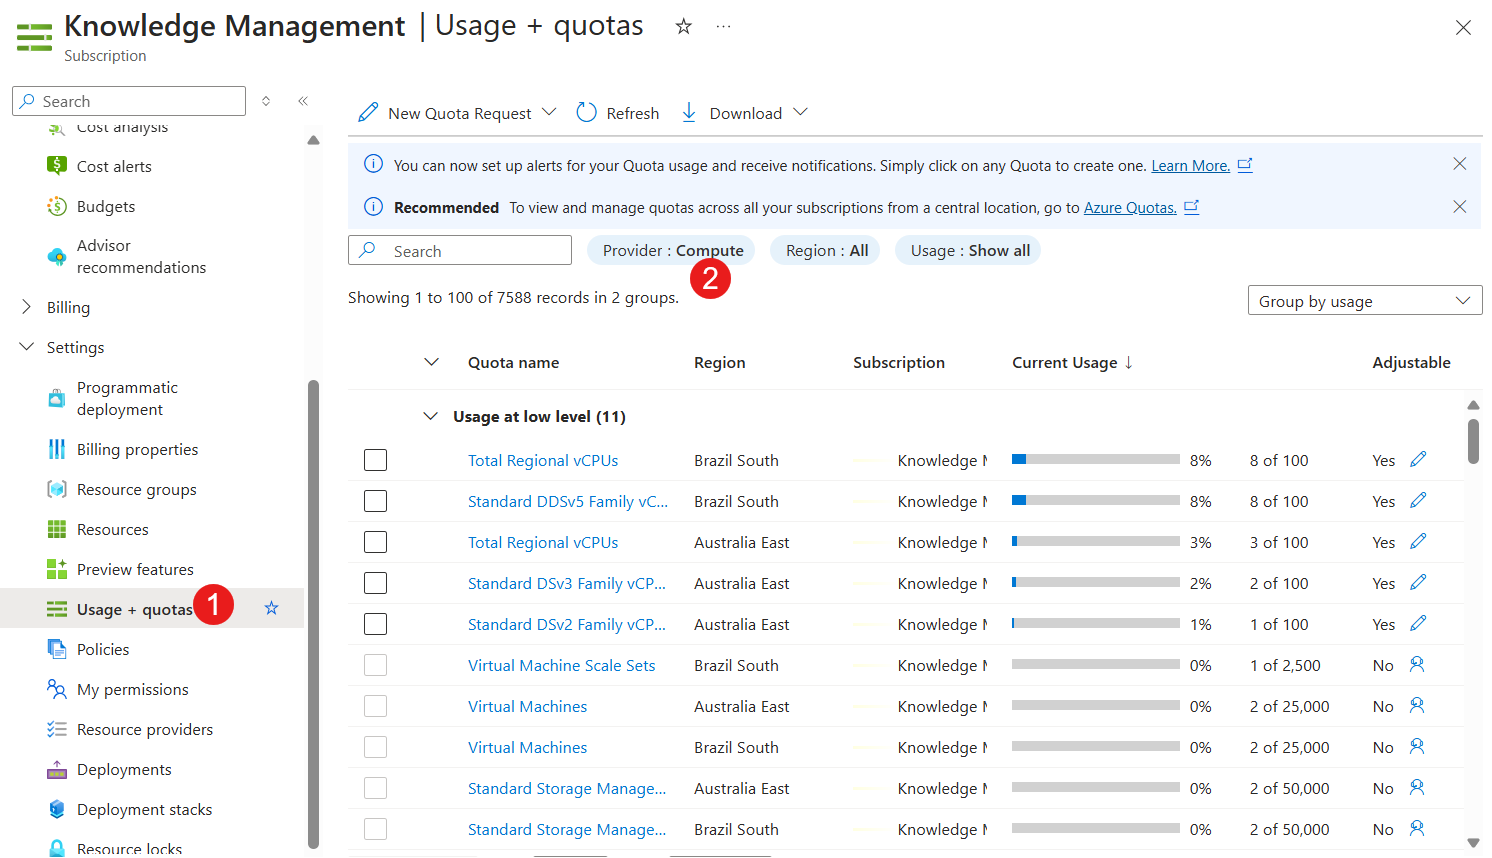 Knowledge Management | Usage + quotas
Subscription
Search
Cost analysis
Cost alerts
Budgets
Advisor
recommendations
Billing
Settings
Programmatic
deployment
Billing properties
Resource groups
Resources
Preview features
Usage + quotas
1
Policies
My permissions
Resource providers
Deployments
Deployment stacks
Resource locks
New Quota Request
Refresh
Download
You can now set up alerts for your Quota usage and receive notifications. Simply click on any Quota to create one. Learn More.
Recommended To view and manage quotas across all your subscriptions from a central location, go to Azure Quotas.
Search
Provider : Compute
Region : All
Usage : Show all
2
Showing 1 to 100 of 7588 records in 2 groups.
Group by usage
Quota name Region Subscription Current Usage ↓ Adjustable
Usage at low level (11)
Total Regional vCPUs Brazil South Knowledge M 8% 8 of 100 Yes
Standard DDSv5 Family vC... Brazil South Knowledge M 8% 8 of 100 Yes
Total Regional vCPUs Australia East Knowledge M 3% 3 of 100 Yes
Standard DSv3 Family vCP... Australia East Knowledge M 2% 2 of 100 Yes
Standard DSv2 Family vCP... Australia East Knowledge M 1% 1 of 100 Yes
Virtual Machine Scale Sets Brazil South Knowledge M 0% 1 of 2,500 No
Virtual Machines Australia East Knowledge M 0% 2 of 25,000 No
Virtual Machines Brazil South Knowledge M 0% 2 of 25,000 No
Standard Storage Manage... Australia East Knowledge M 0% 2 of 50,000 No
Standard Storage Manage... Brazil South Knowledge M 0% 2 of 50,000 No